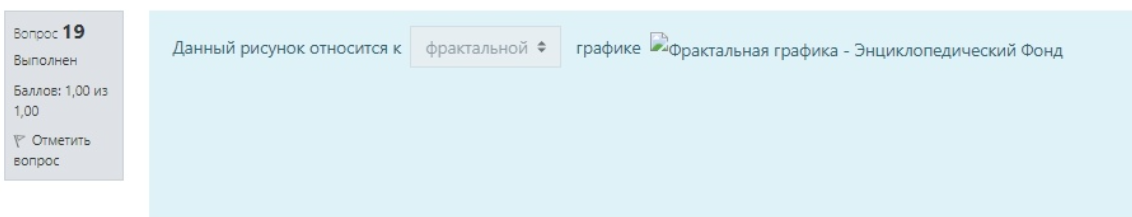 Вопрос 19
Выполнен
Баллов: 1,00 из
1,00
Отметить
вопрос
Данный рисунок относится к фрактальной графике Фрактальная графика - Энциклопедический Фонд